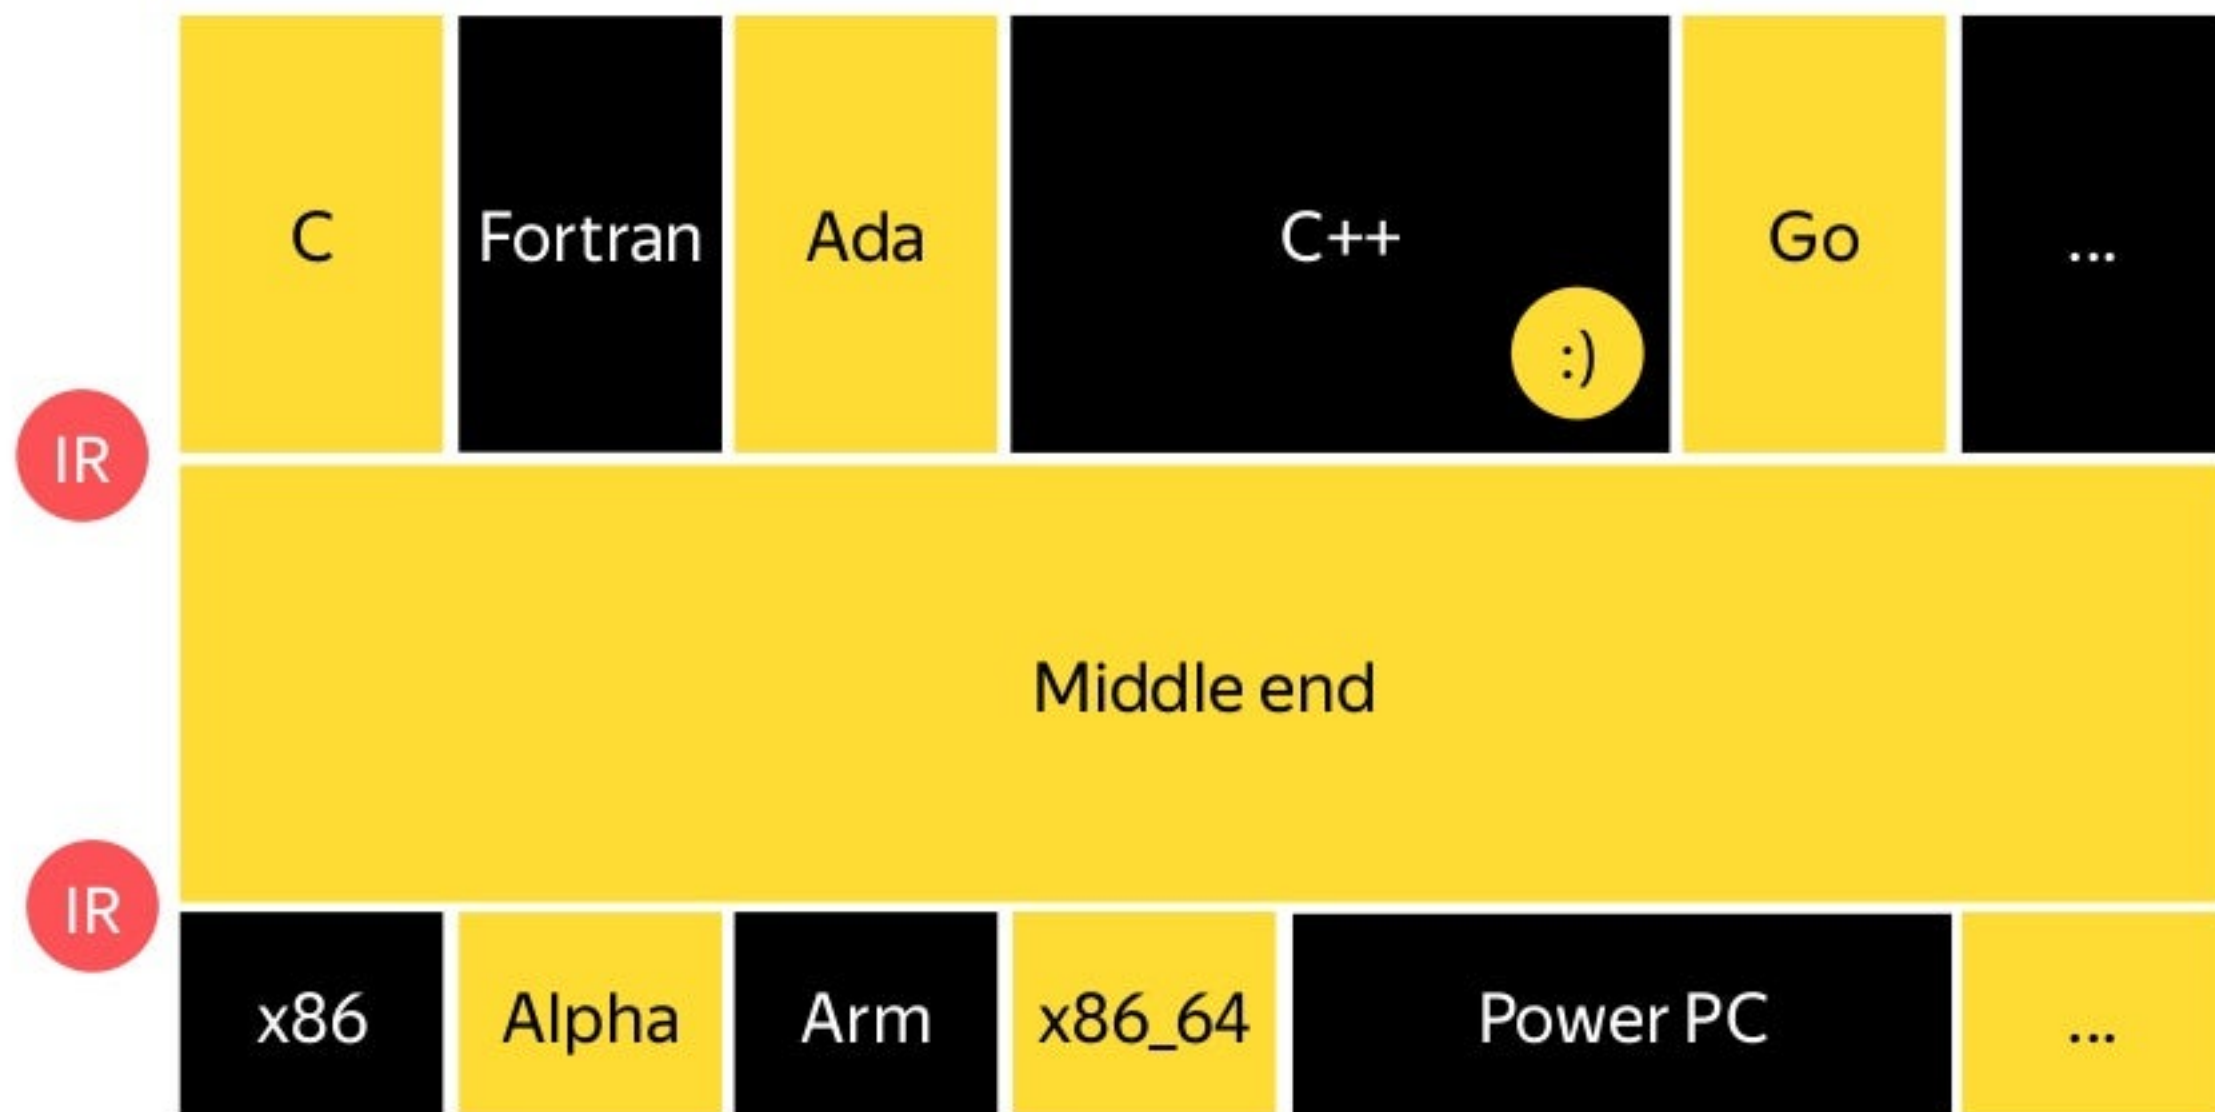 C
Fortran
Ada
C++
:)
Go
...
IR
Middle end
IR
x86
Alpha
Arm
x86_64
Power PC
...